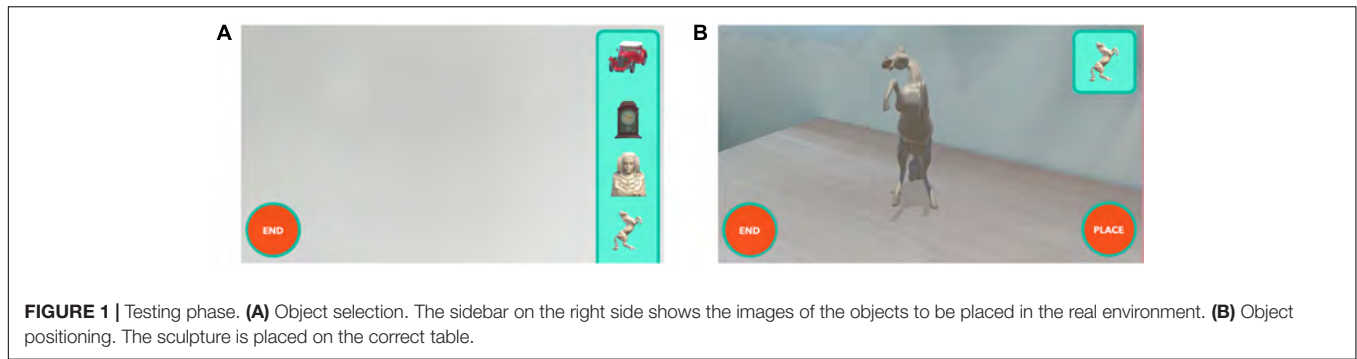 A
B
END
END
PLACE
FIGURE 1 | Testing phase. (A) Object selection. The sidebar on the right side shows the images of the objects to be placed in the real environment. (B) Object
positioning. The sculpture is placed on the correct table.